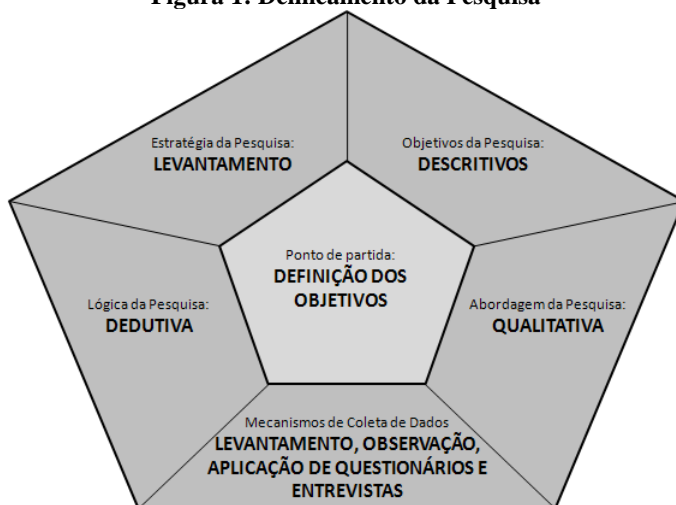 Figura 1: Delineamento da Pesquisa
Estratégia da Pesquisa:
LEVANTAMENTO
Objetivos da Pesquisa:
DESCRITIVOS
Ponto de partida:
DEFINIÇÃO DOS
OBJETIVOS
Lógica da Pesquisa:
DEDUTIVA
Abordagem da Pesquisa:
QUALITATIVA
Mecanismos de Coleta de Dados
LEVANTAMENTO, OBSERVAÇÃO,
APLICAÇÃO DE QUESTIONÁRIOS E
ENTREVISTAS